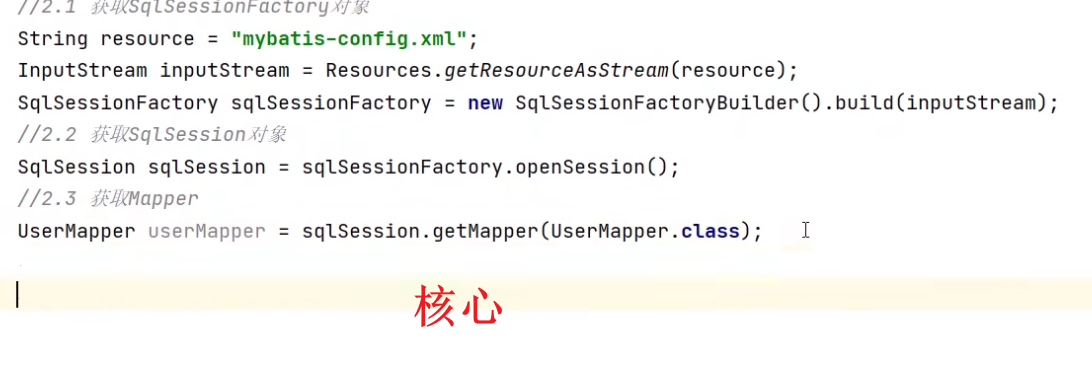 //2.1 获取SqlSessionFactory对象
String resource = "mybatis-config.xml";
InputStream inputStream = Resources.getResourceAsStream(resource);
SqlSessionFactory sqlSessionFactory = new SqlSessionFactoryBuilder().build(inputStream);
//2.2 获取SqlSession对象
SqlSession sqlSession = sqlSessionFactory.openSession();
//2.3 获取Mapper
UserMapper userMapper = sqlSession.getMapper(UserMapper.class);
核心